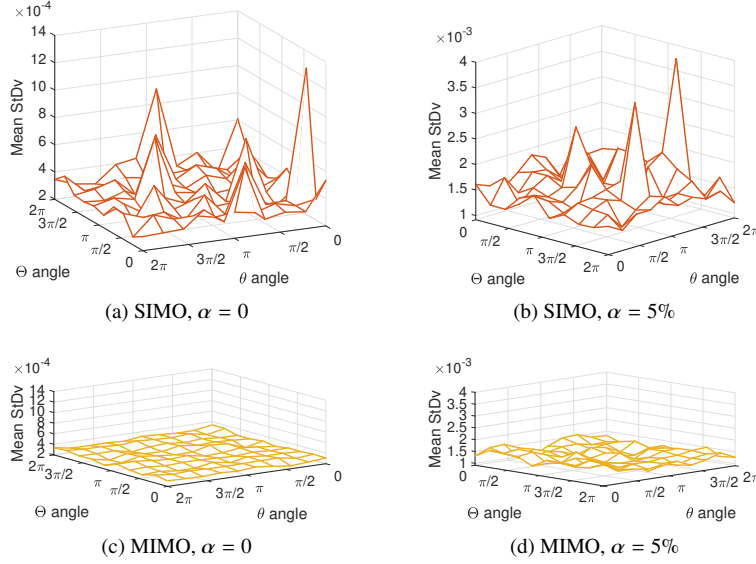 ×10⁻⁴
14
12
10
8
6
4
2
Mean StDv
2π
3π/2
π
π/2
0
Θ angle
2π
3π/2
π
π/2
0
θ angle
(a) SIMO, α = 0
×10⁻³
4
3.5
3
2.5
2
1.5
1
Mean StDv
0
π/2
π
3π/2
2π
Θ angle
0
π/2
π
3π/2
2π
θ angle
(b) SIMO, α = 5%
×10⁻⁴
14
12
10
8
6
4
2
Mean StDv
2π
3π/2
π
π/2
0
Θ angle
2π
3π/2
π
π/2
0
θ angle
(c) MIMO, α = 0
×10⁻³
4
3.5
3
2.5
2
1.5
1
Mean StDv
0
π/2
π
3π/2
2π
Θ angle
0
π/2
π
3π/2
2π
θ angle
(d) MIMO, α = 5%